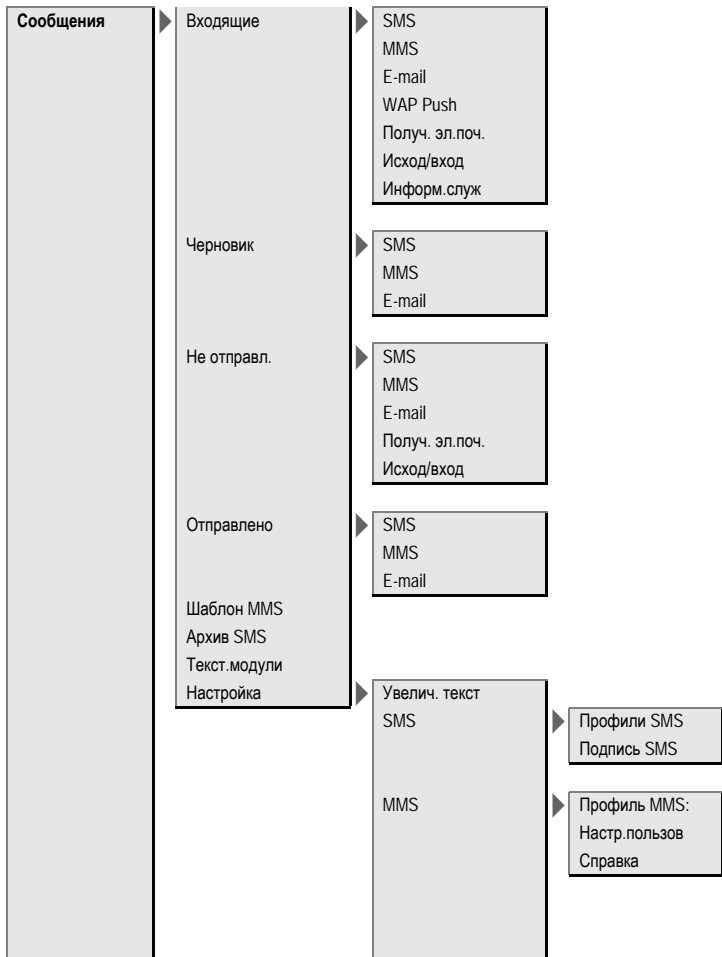 Сообщения
Входящие
SMS
MMS
E-mail
WAP Push
Получ. эл.поч.
Исход/вход
Информ.служ
Черновик
SMS
MMS
E-mail
Не отправл.
SMS
MMS
E-mail
Получ. эл.поч.
Исход/вход
Отправлено
SMS
MMS
E-mail
Шаблон MMS
Архив SMS
Текст.модули
Настройка
Увелич. текст
SMS
Профили SMS
Подпись SMS
MMS
Профиль MMS:
Настр.пользов
Справка